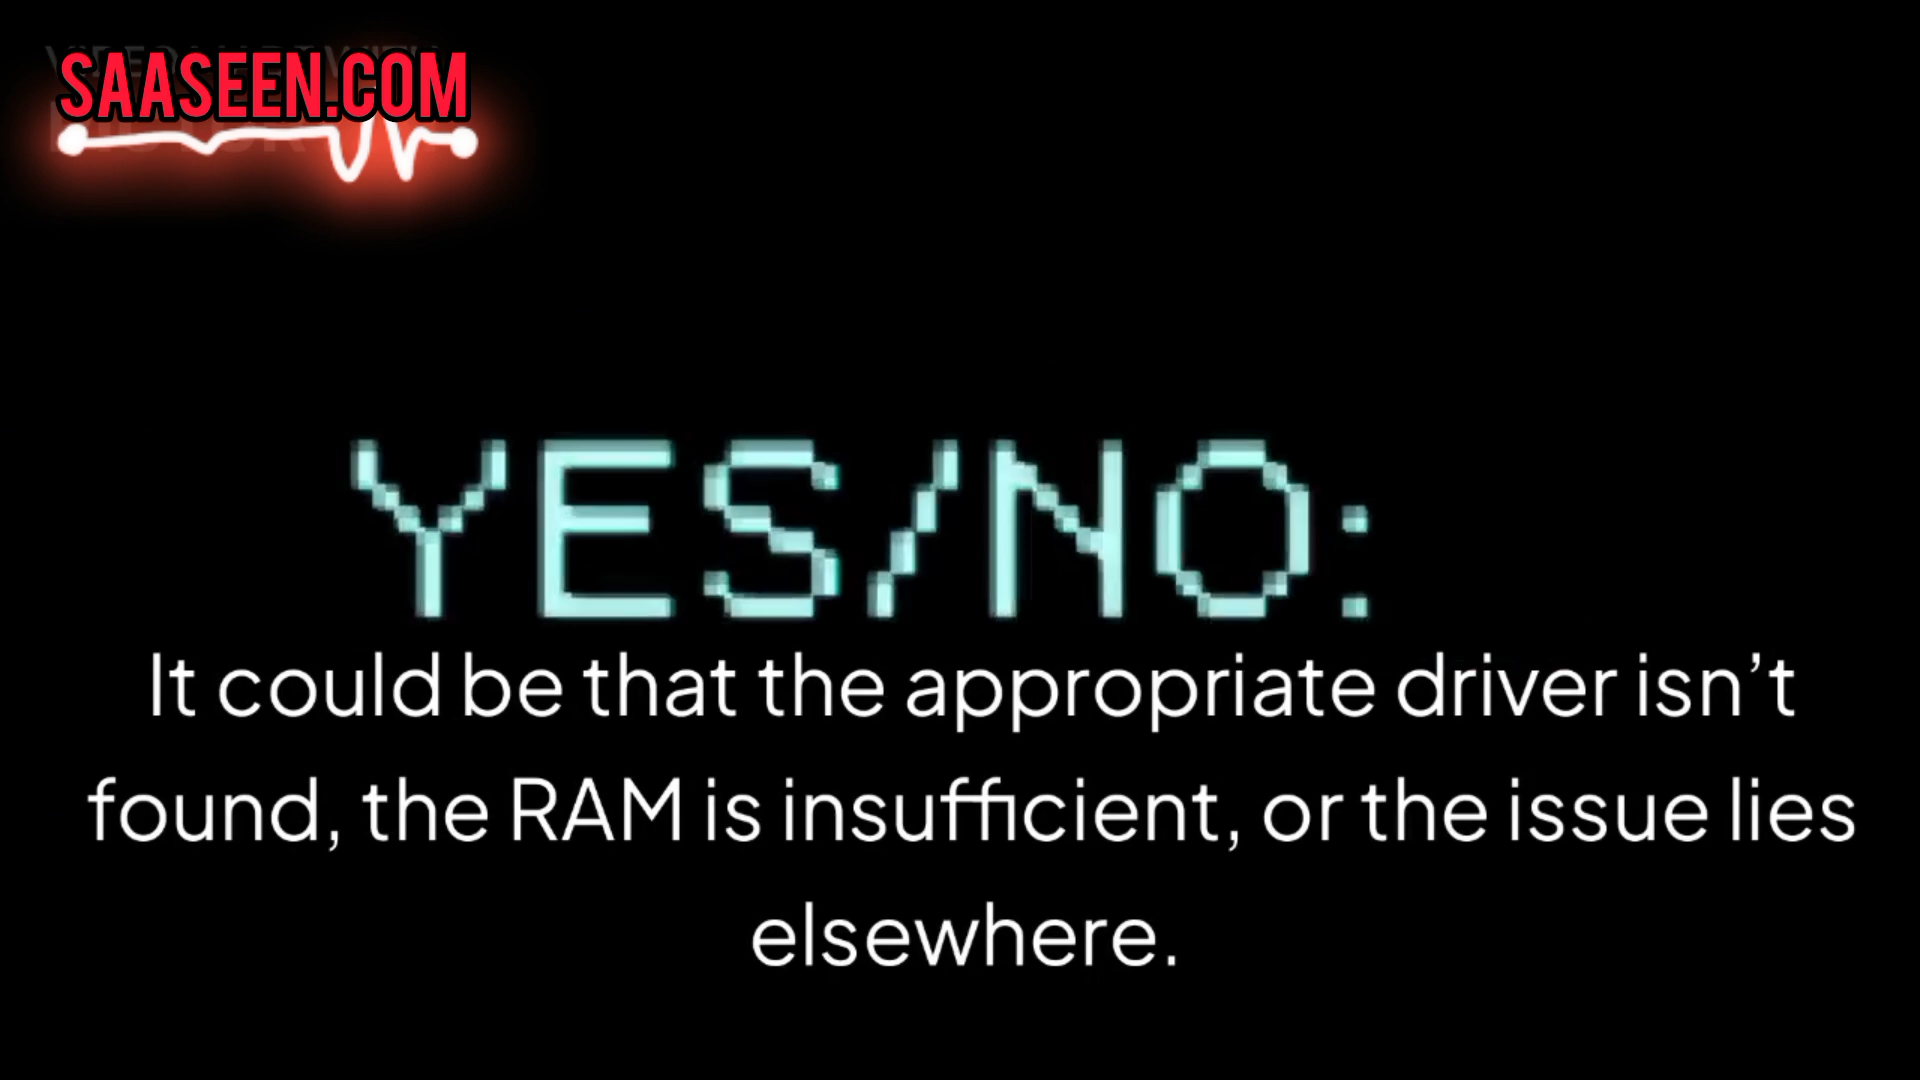 SAASEEN.COM
YES/NO:
It could be that the appropriate driver isn’t
found, the RAM is insufficient, or the issue lies
elsewhere.